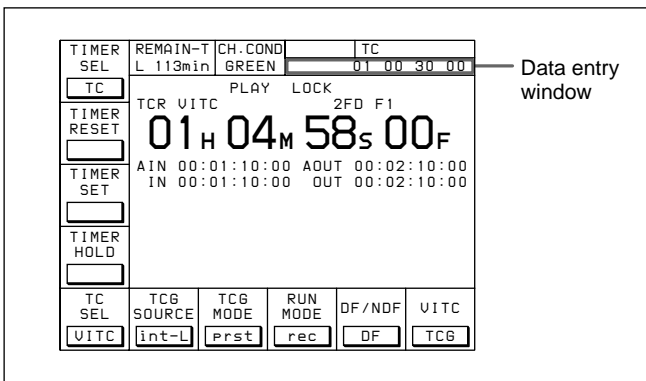 TIMER SEL
TC
REMAIN-T
L 113min
CH.COND
GREEN
TC
01 00 30 00
Data entry window
TIMER RESET
TIMER SET
TIMER HOLD
PLAY LOCK
TCR VITC 2FD F1
01H 04M 58S 00F
AIN 00:01:10:00 AOUT 00:02:10:00
IN 00:01:10:00 OUT 00:02:10:00
TC SEL
VITC
TCG SOURCE
int-L
TCG MODE
prst
RUN MODE
rec
DF/NDF
DF
VITC
TCG